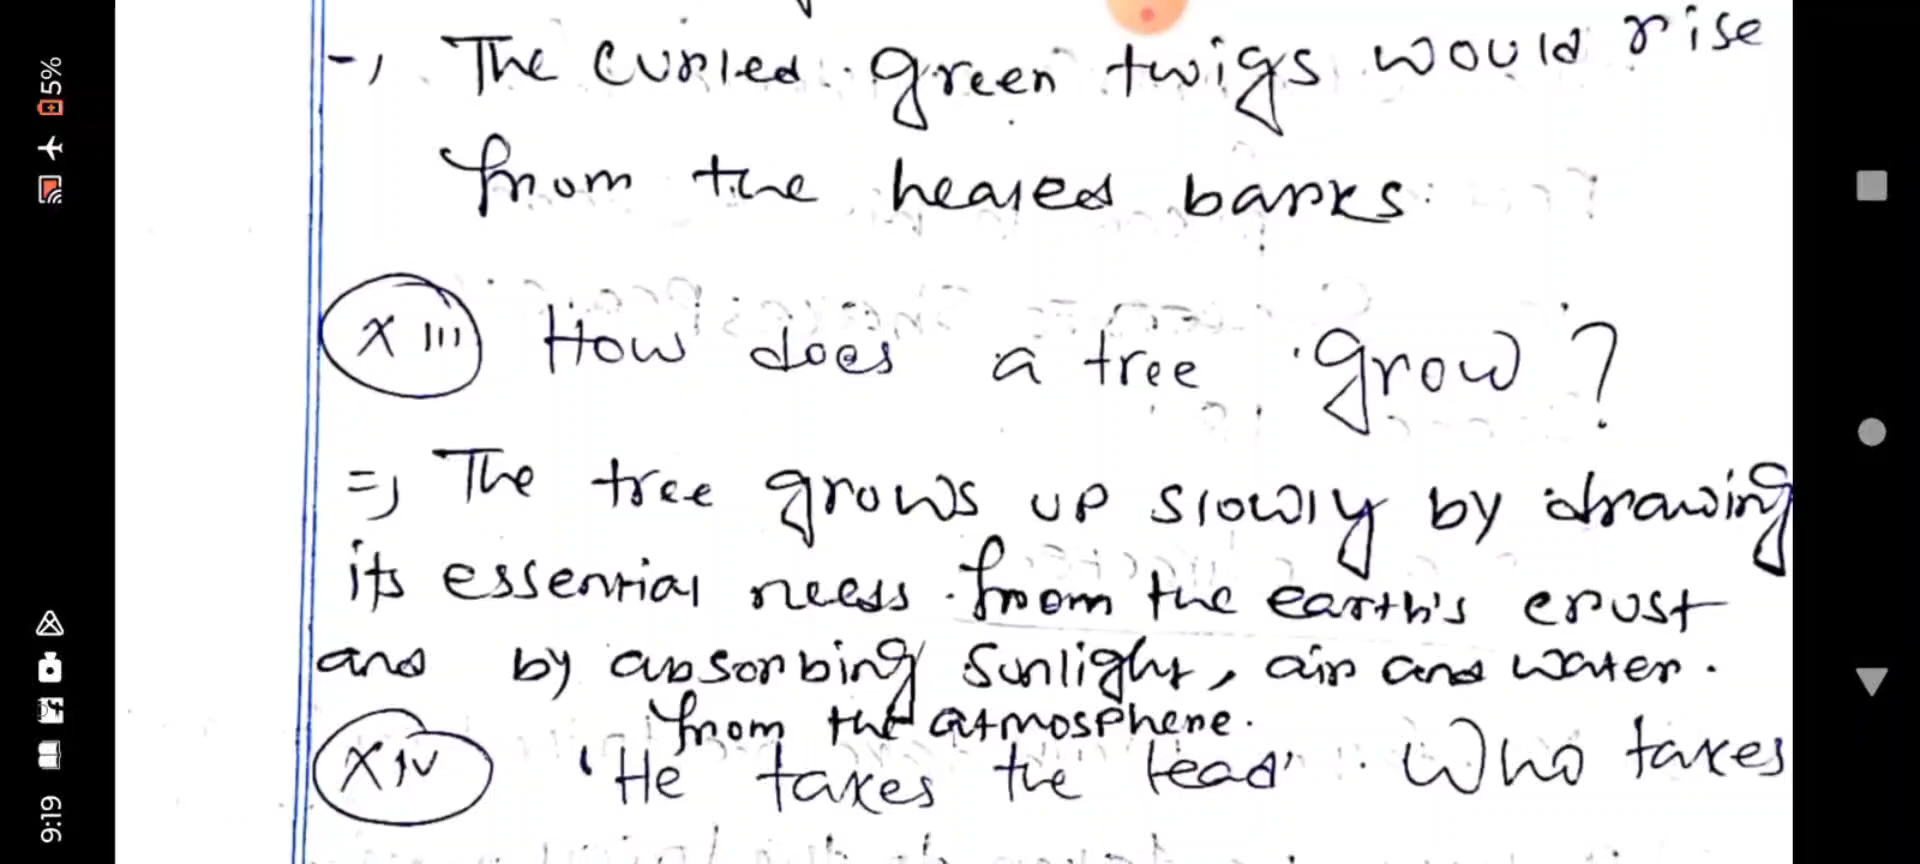 -, The curled green twigs would rise
from the healed barks.
XIII How does a tree grow?
=) The tree grows up slowly by drawing
its essential needs from the earth's crust
and by absorbing sunlight, air and water.
from the atmosphere.
XIV 'He takes the lead'. Who takes
5%
9:19